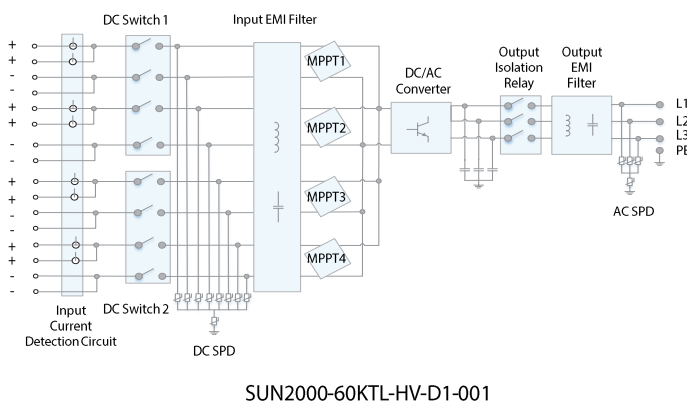 DC Switch 1
Input EMI Filter
+
+
-
-
+
+
-
-
+
+
-
-
+
+
-
-
MPPT1
MPPT2
MPPT3
MPPT4
DC/AC
Converter
Output
Isolation
Relay
Output
EMI
Filter
L1
L2
L3
PE
AC SPD
Input
Current
Detection Circuit
DC Switch 2
DC SPD
SUN2000-60KTL-HV-D1-001